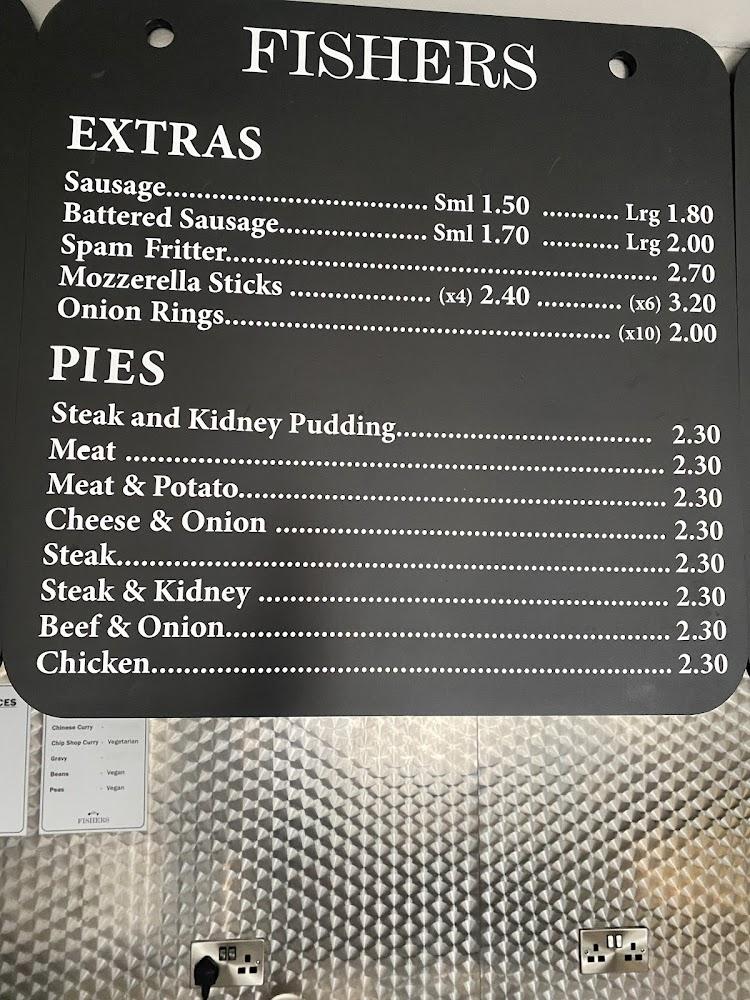 FISHERS
EXTRAS
Sausage............................................ Sml 1.50 ........... Lrg 1.80
Battered Sausage........................ Sml 1.70 ........... Lrg 2.00
Spam Fritter.................................................................... 2.70
Mozzerella Sticks ....................... (x4) 2.40 ............. (x6) 3.20
Onion Rings............................................................. (x10) 2.00
PIES
Steak and Kidney Pudding........................................ 2.30
Meat ................................................................................ 2.30
Meat & Potato................................................................ 2.30
Cheese & Onion ........................................................... 2.30
Steak................................................................................. 2.30
Steak & Kidney .............................................................. 2.30
Beef & Onion.................................................................. 2.30
Chicken............................................................................ 2.30
CES
Chinese Curry -
Chip Shop Curry - Vegetarian
Gravy -
Beans - Vegan
Peas - Vegan
FISHERS